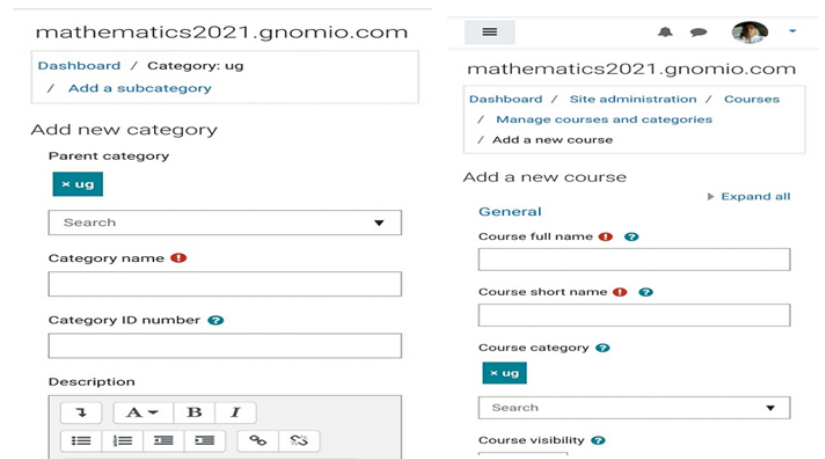 mathematics2021.gnomio.com
Dashboard / Category: ug
/ Add a subcategory
Add new category
Parent category
× ug
Search
Category name
Category ID number
Description
A B I
mathematics2021.gnomio.com
Dashboard / Site administration / Courses
/ Manage courses and categories
/ Add a new course
Add a new course
Expand all
General
Course full name
Course short name
Course category
× ug
Search
Course visibility